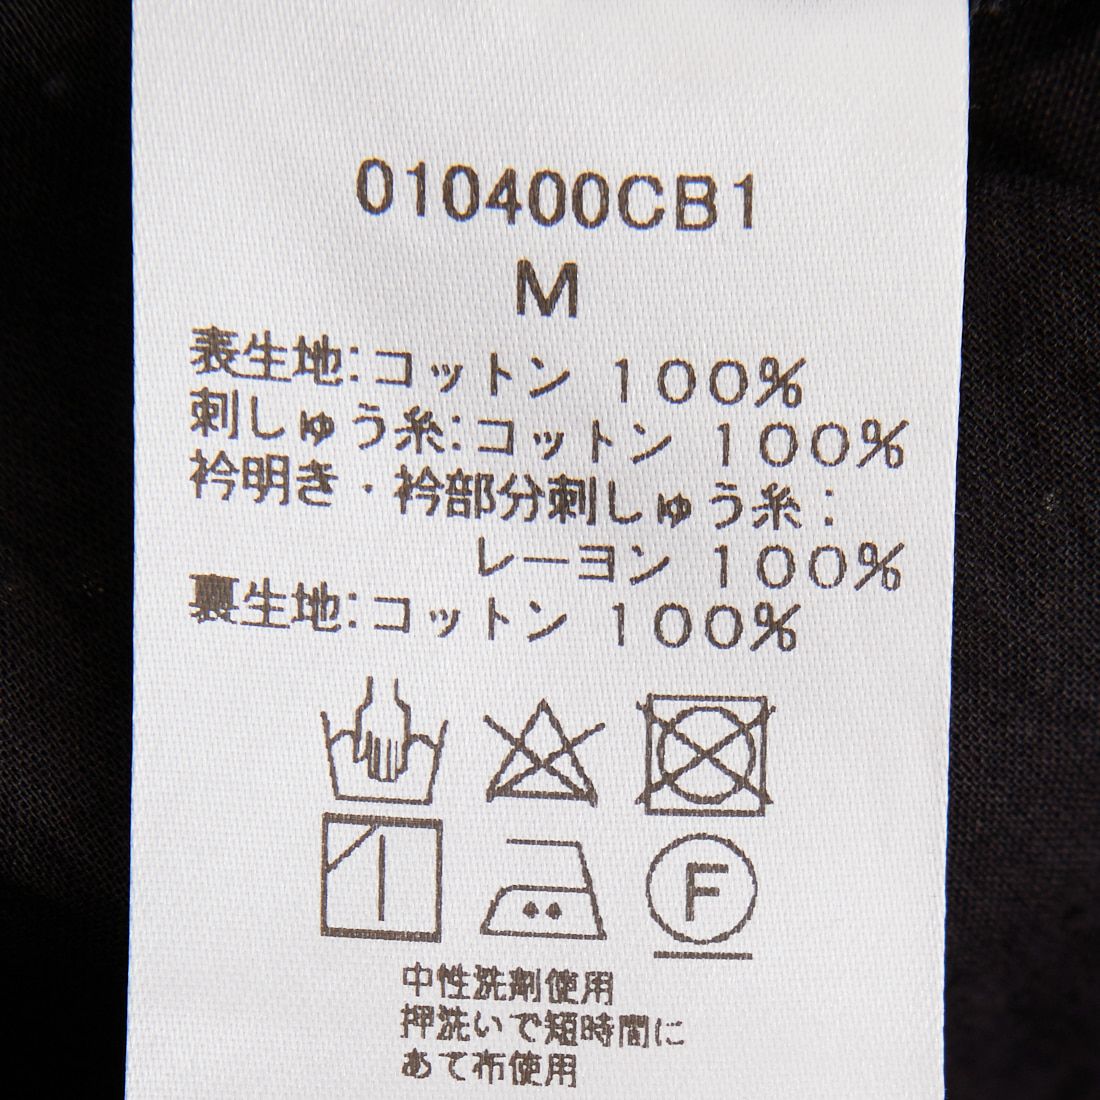 010400CB1
M
表生地:コットン 100%
刺しゅう糸:コットン 100%
衿明き・衿部分刺しゅう糸:
レーヨン 100%
裏生地:コットン 100%
F
中性洗剤使用
押洗いで短時間に
あて布使用